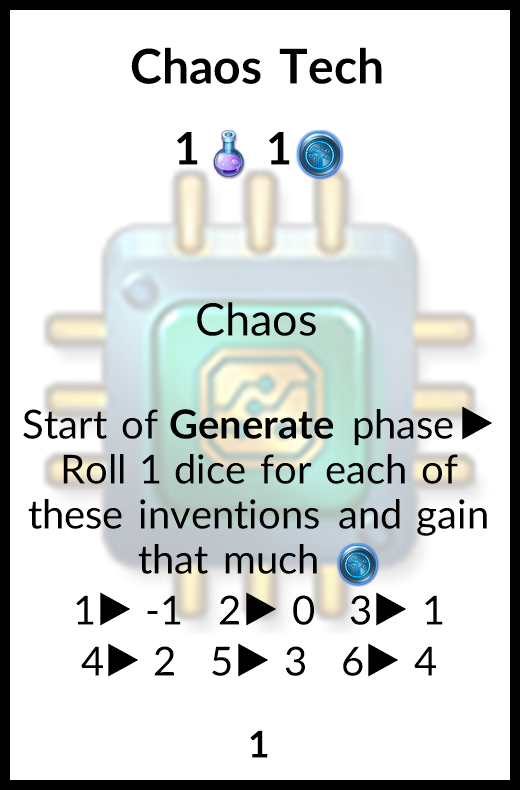 Chaos Tech
1 1
Chaos
Start of Generate phase▶
Roll 1 dice for each of
these inventions and gain
that much
1▶ -1 2▶ 0 3▶ 1
4▶ 2 5▶ 3 6▶ 4
1